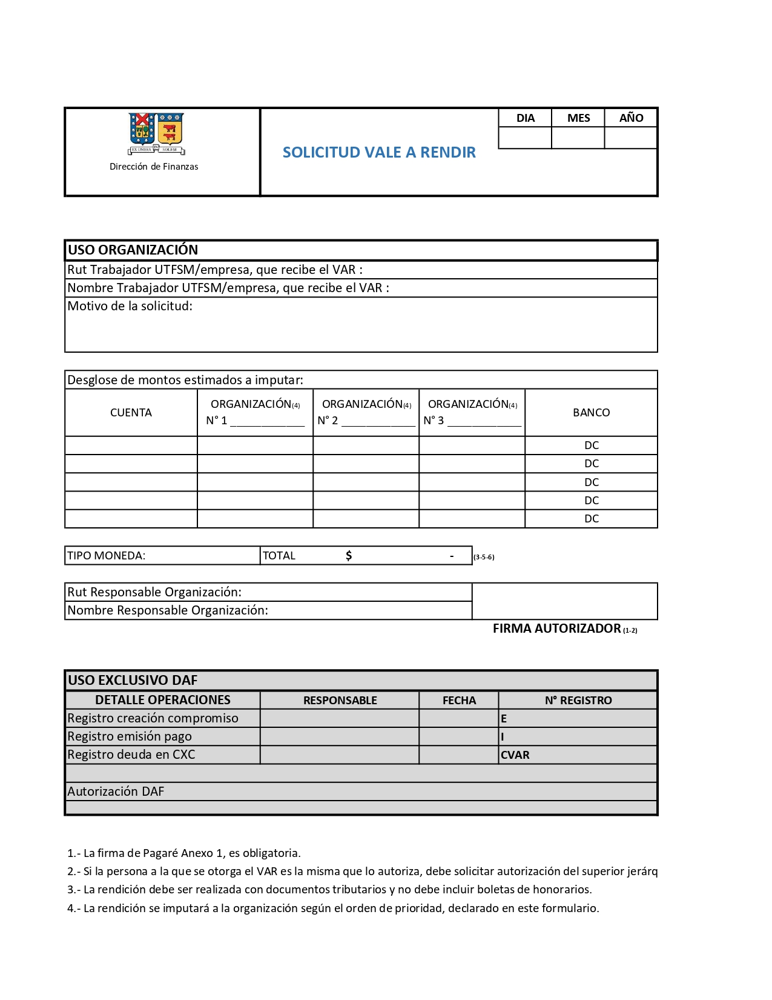 DIA MES AÑO
EX UMBRA IN SOLEM
SOLICITUD VALE A RENDIR
Dirección de Finanzas
USO ORGANIZACIÓN
Rut Trabajador UTFSM/empresa, que recibe el VAR :
Nombre Trabajador UTFSM/empresa, que recibe el VAR :
Motivo de la solicitud:
Desglose de montos estimados a imputar:
CUENTA ORGANIZACIÓN(4) N° 1 ____________ ORGANIZACIÓN(4) N° 2 ____________ ORGANIZACIÓN(4) N° 3 ____________ BANCO
DC
DC
DC
DC
DC
TIPO MONEDA: TOTAL $ - (3-5-6)
Rut Responsable Organización:
Nombre Responsable Organización:
FIRMA AUTORIZADOR (1-2)
USO EXCLUSIVO DAF
DETALLE OPERACIONES RESPONSABLE FECHA N° REGISTRO
Registro creación compromiso E
Registro emisión pago I
Registro deuda en CXC CVAR
Autorización DAF
1.- La firma de Pagaré Anexo 1, es obligatoria.
2.- Si la persona a la que se otorga el VAR es la misma que lo autoriza, debe solicitar autorización del superior jerárq
3.- La rendición debe ser realizada con documentos tributarios y no debe incluir boletas de honorarios.
4.- La rendición se imputará a la organización según el orden de prioridad, declarado en este formulario.